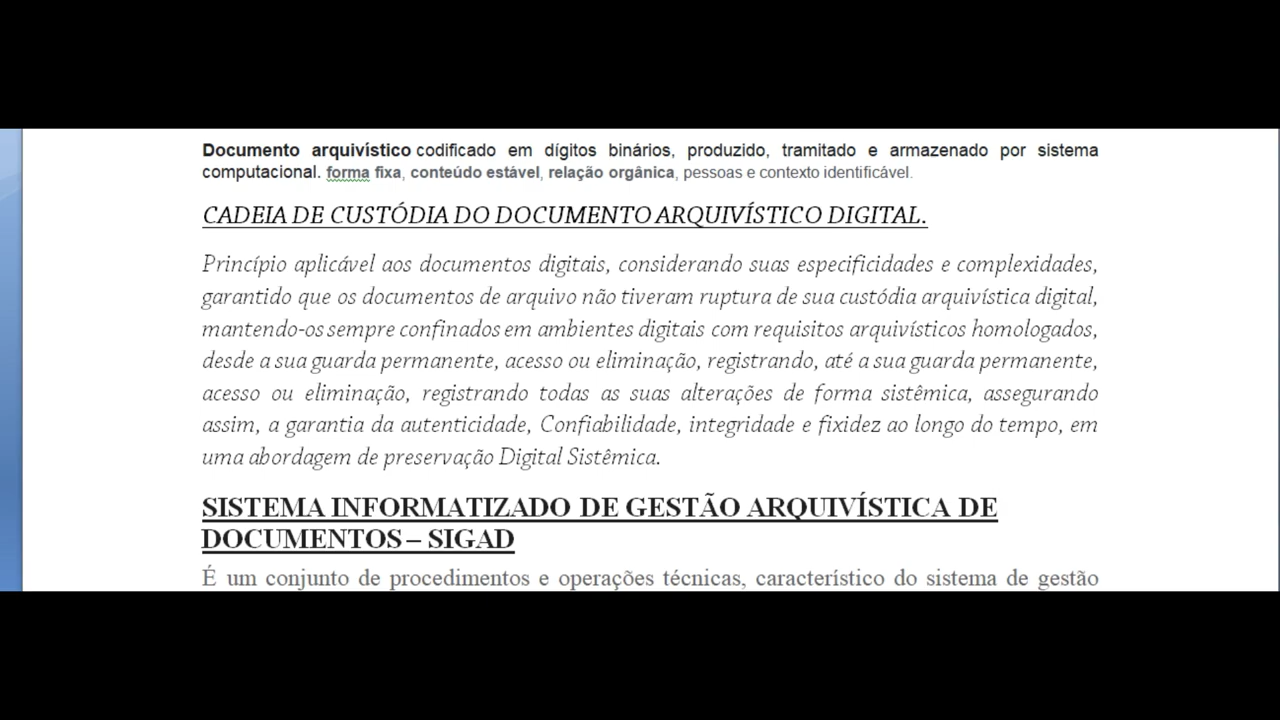 Documento arquivístico codificado em dígitos binários, produzido, tramitado e armazenado por sistema
computacional. forma fixa, conteúdo estável, relação orgânica, pessoas e contexto identificável.
CADEIA DE CUSTÓDIA DO DOCUMENTO ARQUIVÍSTICO DIGITAL.
Princípio aplicável aos documentos digitais, considerando suas especificidades e complexidades,
garantido que os documentos de arquivo não tiveram ruptura de sua custódia arquivística digital,
mantendo-os sempre confinados em ambientes digitais com requisitos arquivísticos homologados,
desde a sua guarda permanente, acesso ou eliminação, registrando, até a sua guarda permanente,
acesso ou eliminação, registrando todas as suas alterações de forma sistêmica, assegurando
assim, a garantia da autenticidade, Confiabilidade, integridade e fixidez ao longo do tempo, em
uma abordagem de preservação Digital Sistêmica.
SISTEMA INFORMATIZADO DE GESTÃO ARQUIVÍSTICA DE
DOCUMENTOS – SIGAD
É um conjunto de procedimentos e operações técnicas, característico do sistema de gestão